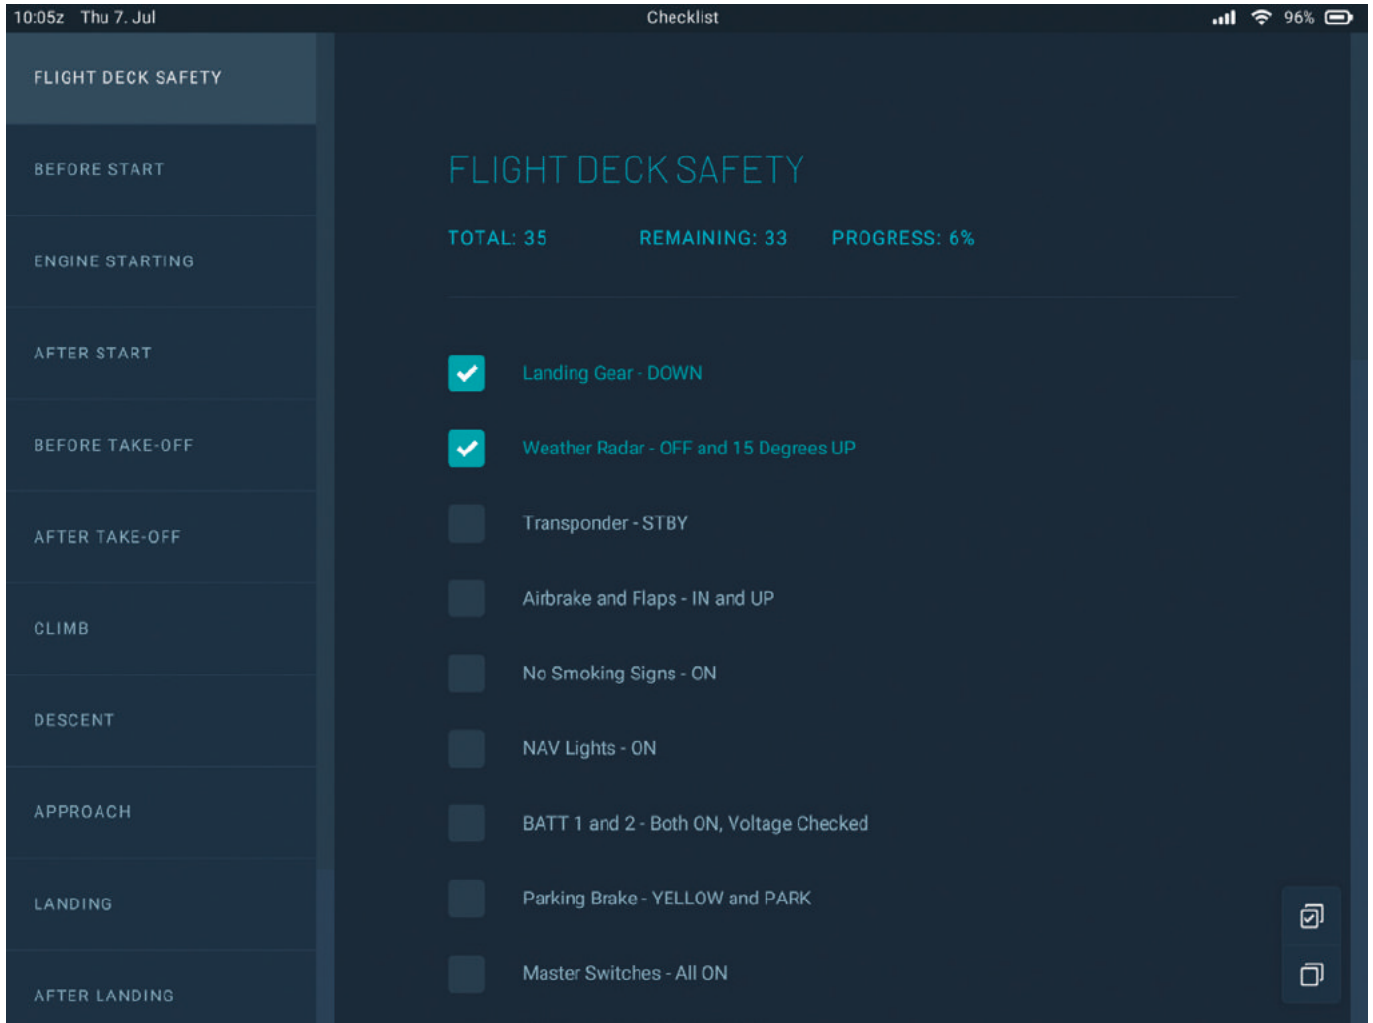 10:05z Thu 7. Jul
Checklist
96%
FLIGHT DECK SAFETY
BEFORE START
ENGINE STARTING
AFTER START
BEFORE TAKE-OFF
AFTER TAKE-OFF
CLIMB
DESCENT
APPROACH
LANDING
AFTER LANDING
FLIGHT DECK SAFETY
TOTAL: 35 REMAINING: 33 PROGRESS: 6%
Landing Gear - DOWN
Weather Radar - OFF and 15 Degrees UP
Transponder - STBY
Airbrake and Flaps - IN and UP
No Smoking Signs - ON
NAV Lights - ON
BATT 1 and 2 - Both ON, Voltage Checked
Parking Brake - YELLOW and PARK
Master Switches - All ON